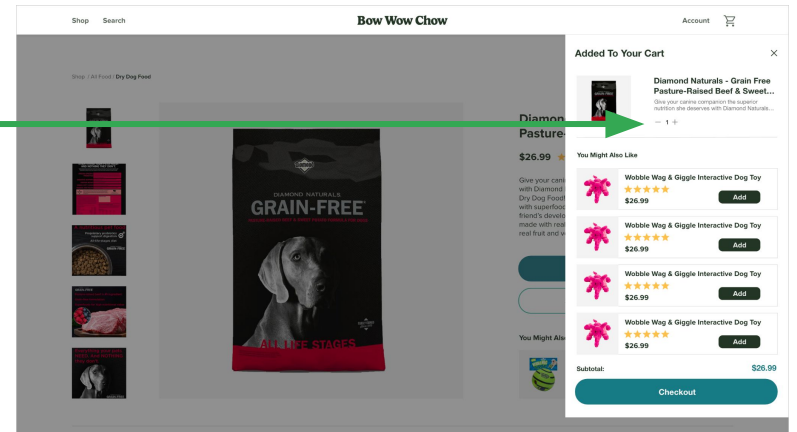 Shop Search
Bow Wow Chow
Account
Shop / All Food / Dry Dog Food
DIAMOND NATURALS
GRAIN-FREE
ALL LIFE STAGES
Diamon
Pasture-
$26.99
Give your cani
with Diamond
Dry Dog Food!
with superfood
friend's develo
made with real
real fruit and v
You Might Als
Added To Your Cart
Diamond Naturals - Grain Free
Pasture-Raised Beef & Sweet...
Give your canine companion the superior
nutrition she deserves with Diamond Naturals...
— 1 +
You Might Also Like
Wobble Wag & Giggle Interactive Dog Toy
$26.99
Add
Wobble Wag & Giggle Interactive Dog Toy
$26.99
Add
Wobble Wag & Giggle Interactive Dog Toy
$26.99
Add
Wobble Wag & Giggle Interactive Dog Toy
$26.99
Add
Subtotal: $26.99
Checkout